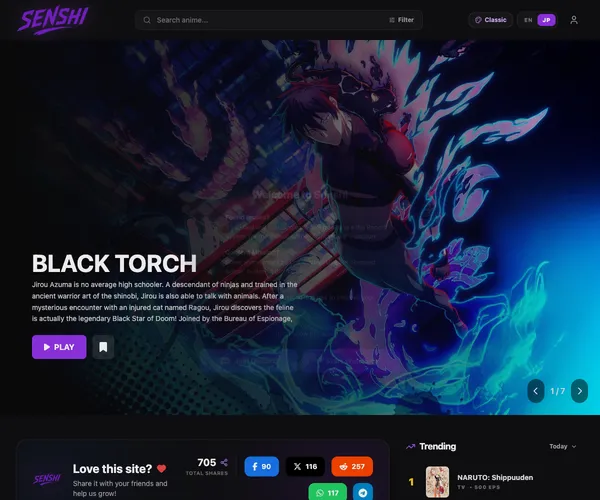 SENSHI
Search anime...
Filter
Classic
EN
JP
Welcome to Senshi
BLACK TORCH
Jirou Azuma is no average high schooler. A descendant of ninjas and trained in the
ancient warrior art of the shinobi, Jirou is also able to talk with animals. After a
mysterious encounter with an injured cat named Ragou, Jirou discovers the feline
is actually the legendary Black Star of Doom! Joined by the Bureau of Espionage,
PLAY
1 / 7
SENSHI
Love this site?
Share it with your friends and
help us grow!
705
TOTAL SHARES
90
116
257
117
Trending
Today
1
NARUTO: Shippuuden
TV • 500 EPS